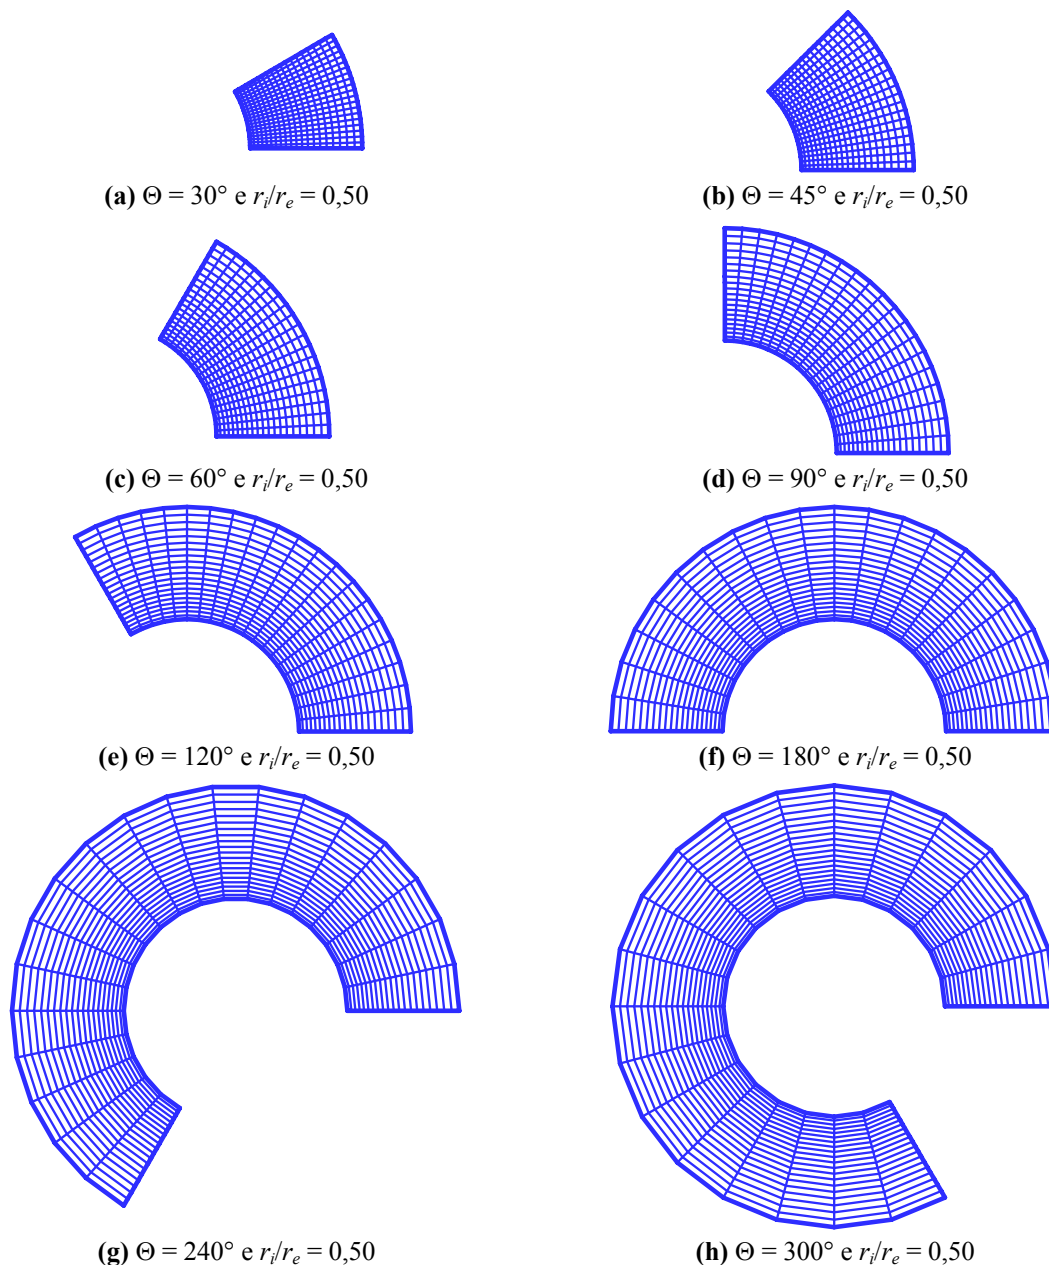 (a) Θ = 30° e ri/re = 0,50
(b) Θ = 45° e ri/re = 0,50
(c) Θ = 60° e ri/re = 0,50
(d) Θ = 90° e ri/re = 0,50
(e) Θ = 120° e ri/re = 0,50
(f) Θ = 180° e ri/re = 0,50
(g) Θ = 240° e ri/re = 0,50
(h) Θ = 300° e ri/re = 0,50